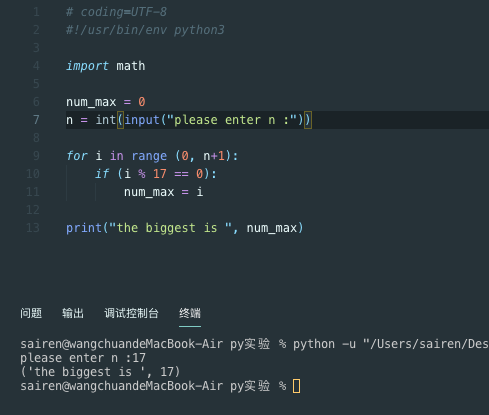 1 # coding=UTF-8
2 #!/usr/bin/env python3
3
4 import math
5
6 num_max = 0
7 n = int(input("please enter n :"))
8
9 for i in range (0, n+1):
10 if (i % 17 == 0):
11 num_max = i
12
13 print("the biggest is ", num_max)
问题 输出 调试控制台 终端
sairen@wangchuandeMacBook-Air py实验 % python -u "/Users/sairen/Des
please enter n :17
('the biggest is ', 17)
sairen@wangchuandeMacBook-Air py实验 %